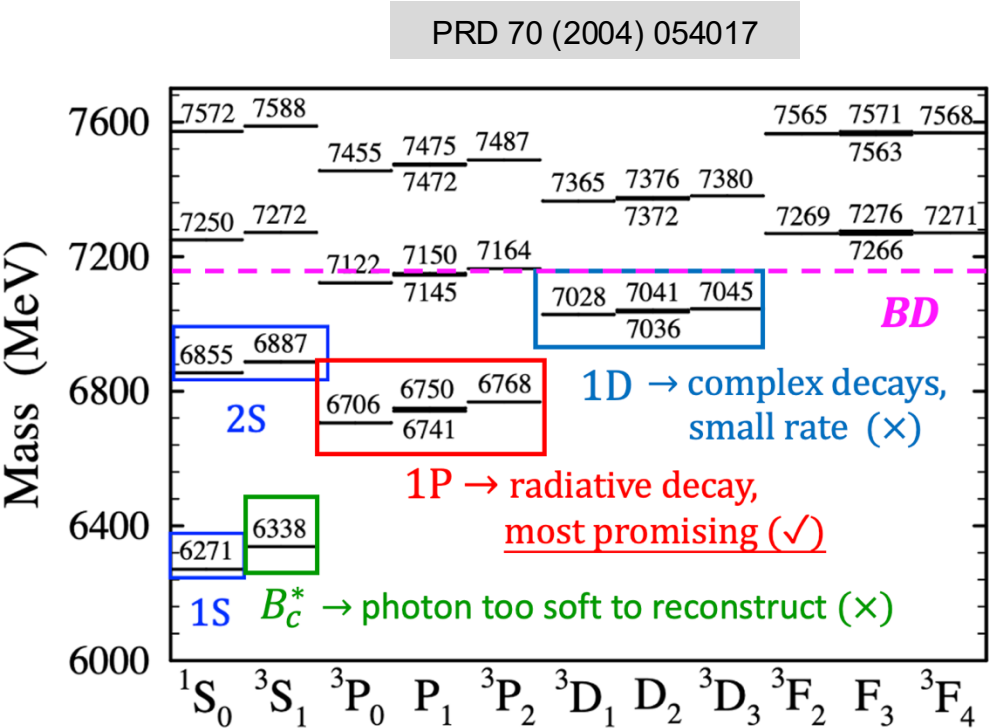 PRD 70 (2004) 054017
Mass (MeV)
7600
7200
6800
6400
6000
7572 7588 7565 7571 7568
7455 7475 7487 7563
7472 7365 7376 7380
7372
7250 7272 7269 7276 7271
7266
7122 7150 7164
7145
BD
7028 7041 7045
7036
6855 6887
2S
6706 6750 6768
6741
1D → complex decays,
small rate (×)
1P → radiative decay,
most promising (√)
6338
6271
1S
B_c^* → photon too soft to reconstruct (×)
¹S₀ ³S₁ ³P₀ P₁ ³P₂ ³D₁ D₂ ³D₃ ³F₂ F₃ ³F₄